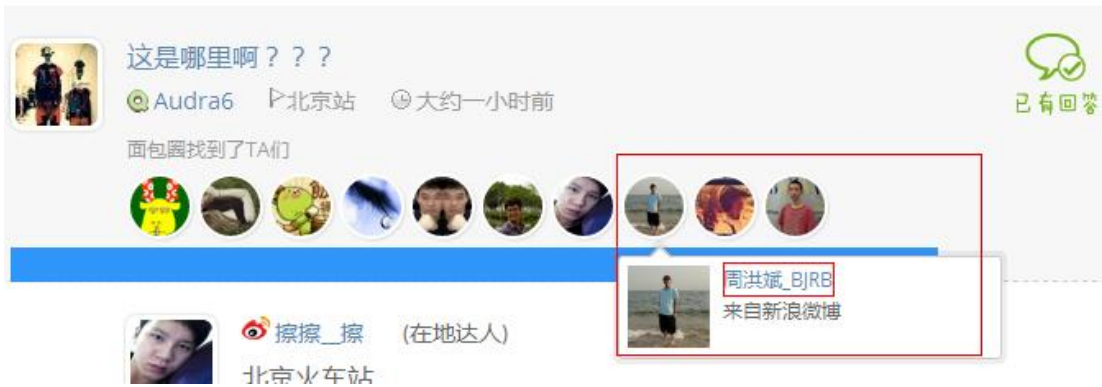 这是哪里啊？？？
Audra6 北京站 大约一小时前
已有回答
面包圈找到了TA们
周洪斌_BJRB
来自新浪微博
擦擦__擦 (在地达人)
北京火车站